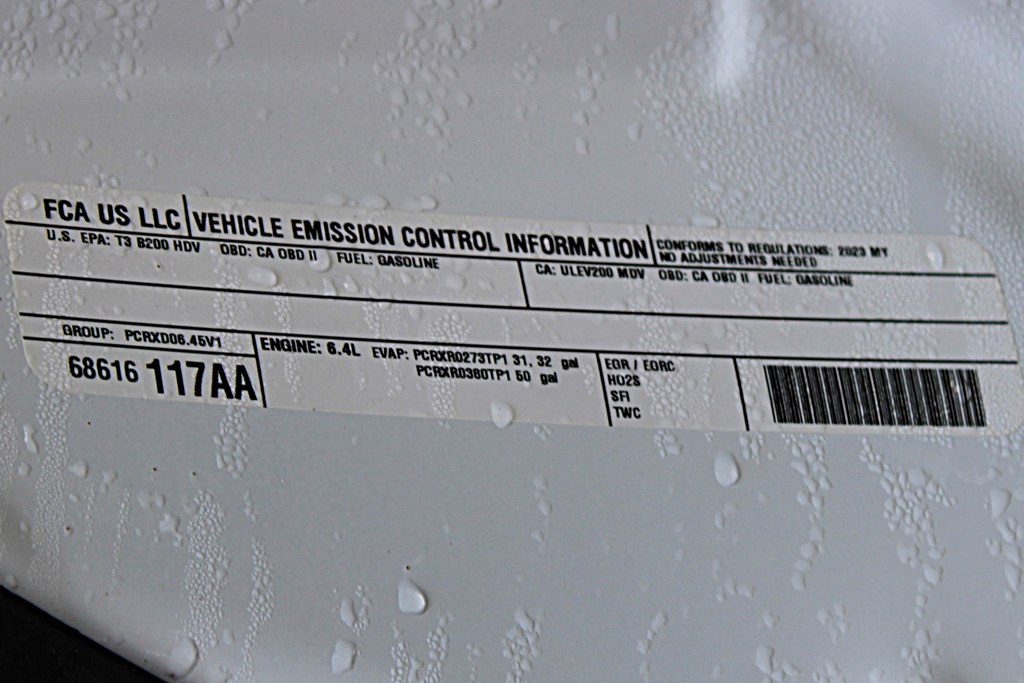 FCA US LLC
VEHICLE EMISSION CONTROL INFORMATION
CONFORMS TO REGULATIONS: 2023 MY
NO ADJUSTMENTS NEEDED
U.S. EPA: T3 B200 HDV OBD: CA OBD II FUEL: GASOLINE
CA: ULEV200 MDV OBD: CA OBD II FUEL: GASOLINE
GROUP: PCRXD06.45V1
68616 117AA
ENGINE: 6.4L EVAP: PCRXR0273TP1 31, 32 gal
PCRXR0360TP1 50 gal
EGR / EGRC
HO2S
SFI
TWC